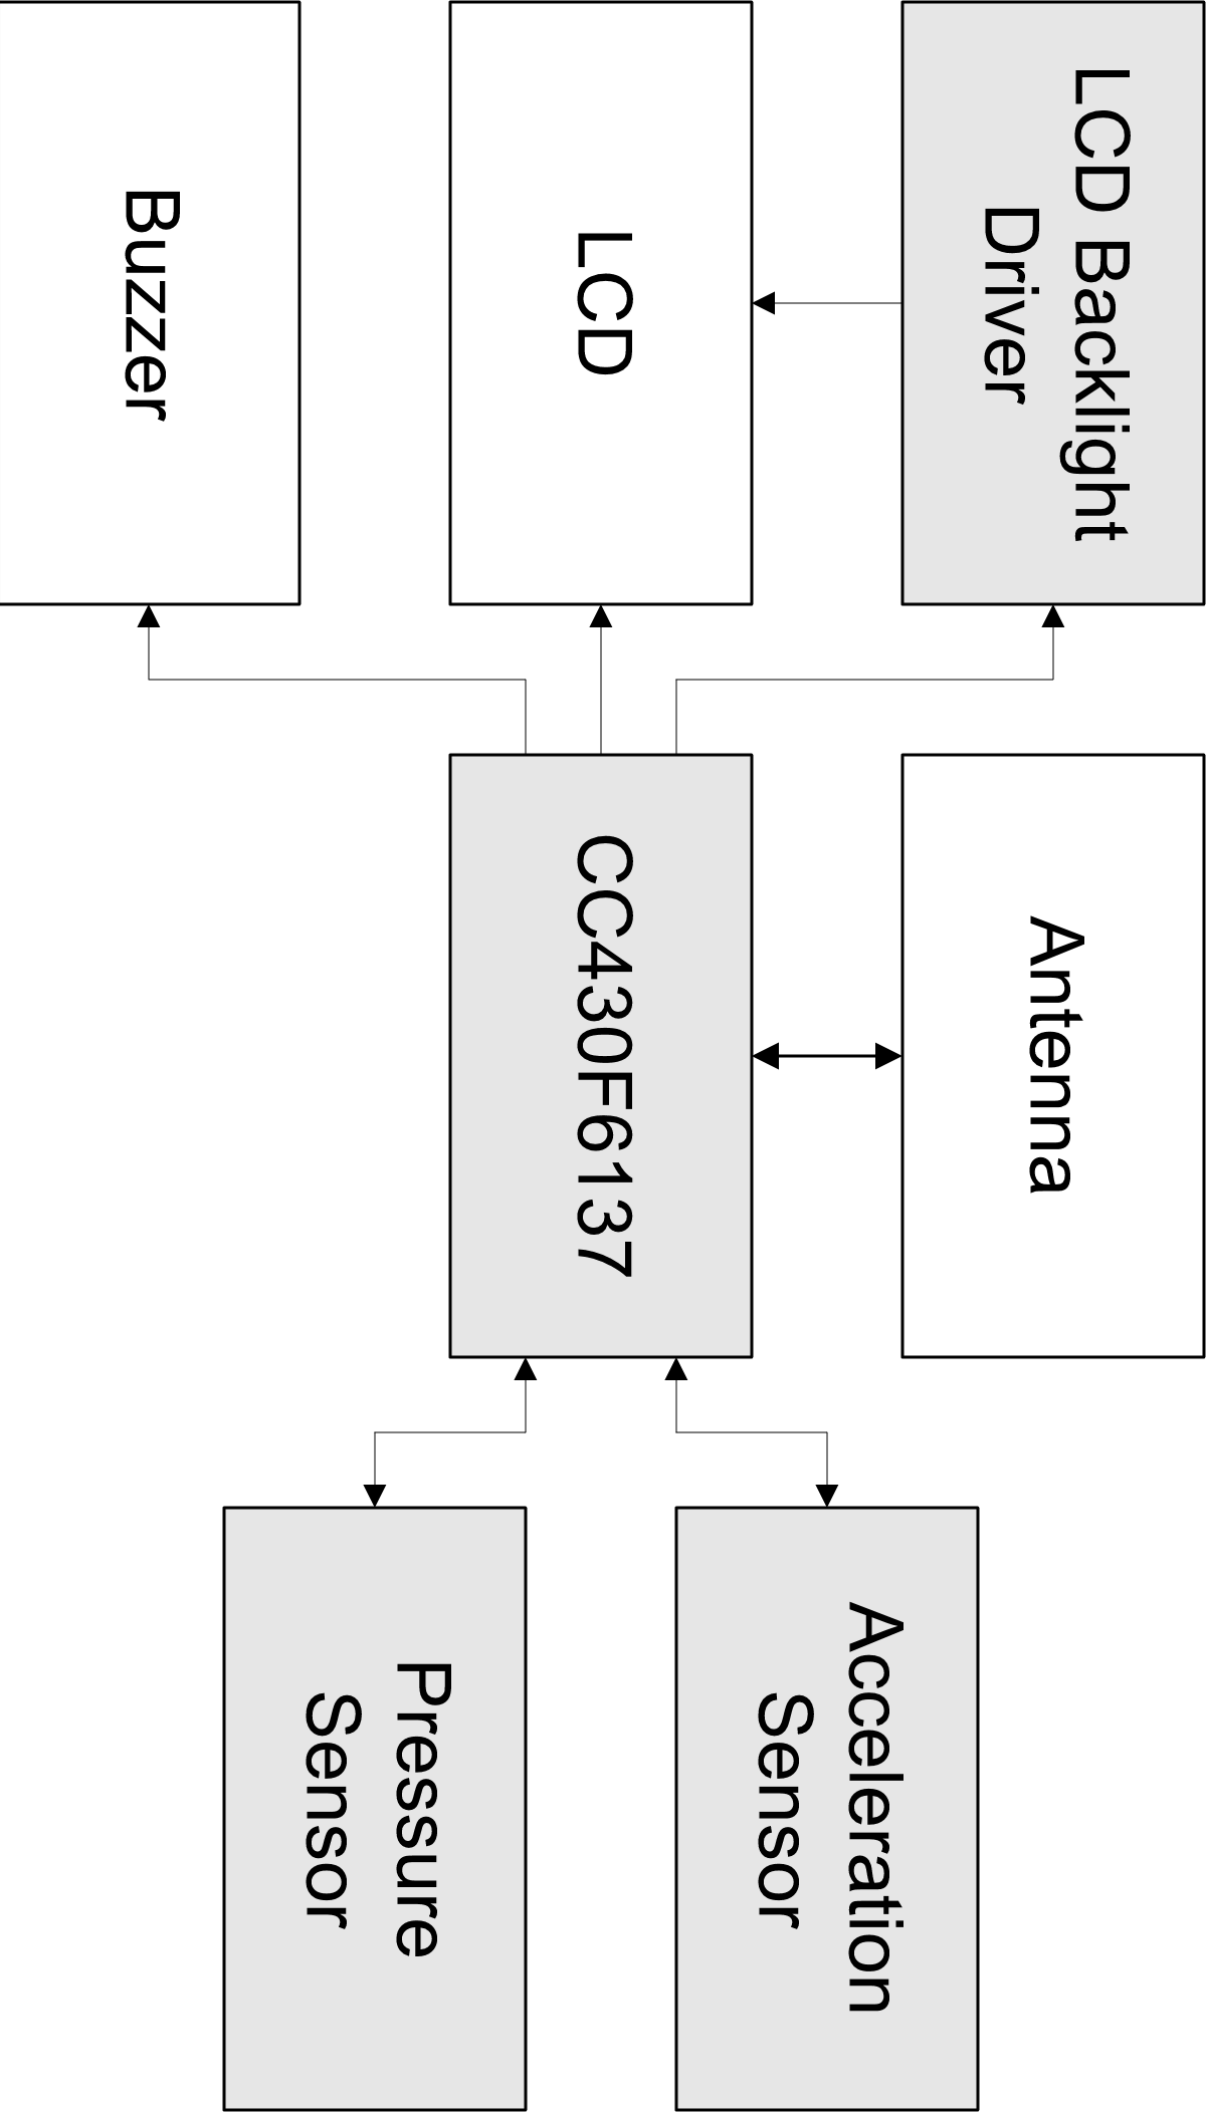 LCD Backlight
Driver
Antenna
LCD
CC430F6137
Acceleration
Sensor
Buzzer
Pressure
Sensor